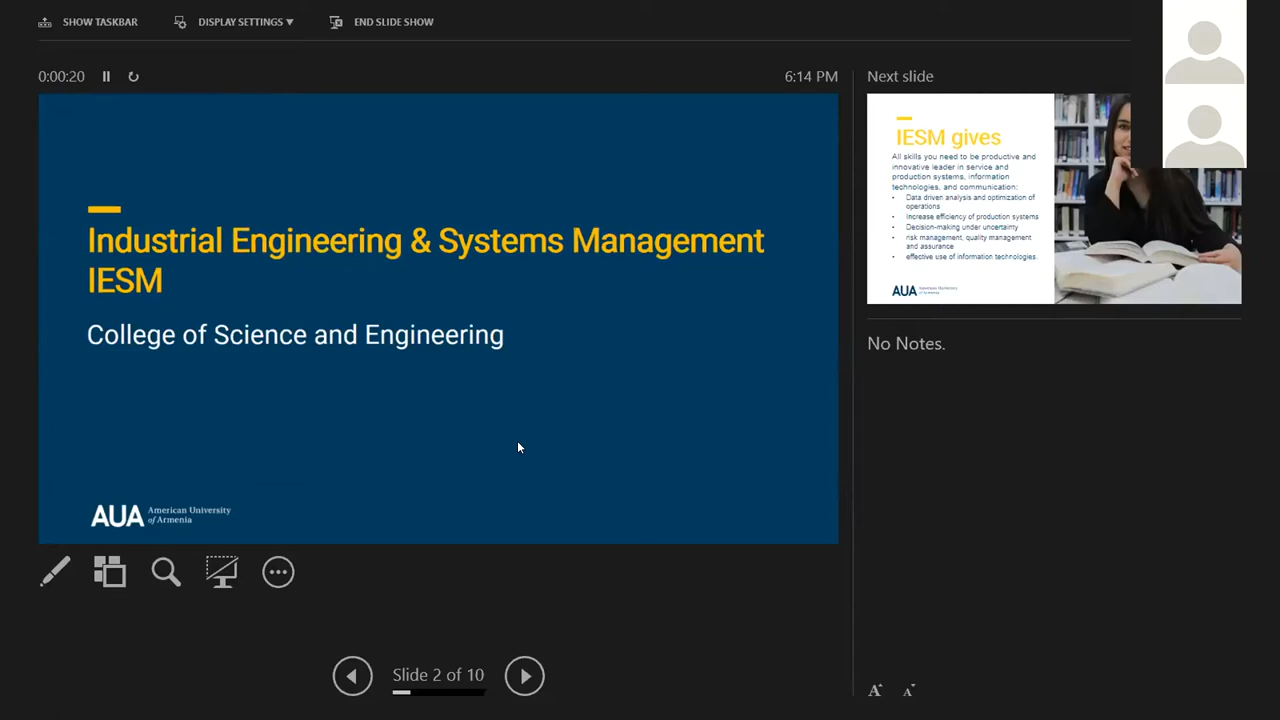 SHOW TASKBAR
DISPLAY SETTINGS ▼
END SLIDE SHOW
0:00:20
6:14 PM
Industrial Engineering & Systems Management
IESM
College of Science and Engineering
AUA American University
of Armenia
Slide 2 of 10
Next slide
IESM gives
All skills you need to be productive and
innovative leader in service and
production systems, information
technologies, and communication:
• Data driven analysis and optimization of
operations
• Increase efficiency of production systems
• Decision-making under uncertainty
• risk management, quality management
and assurance
• effective use of information technologies.
AUA American University
of Armenia
No Notes.
A A